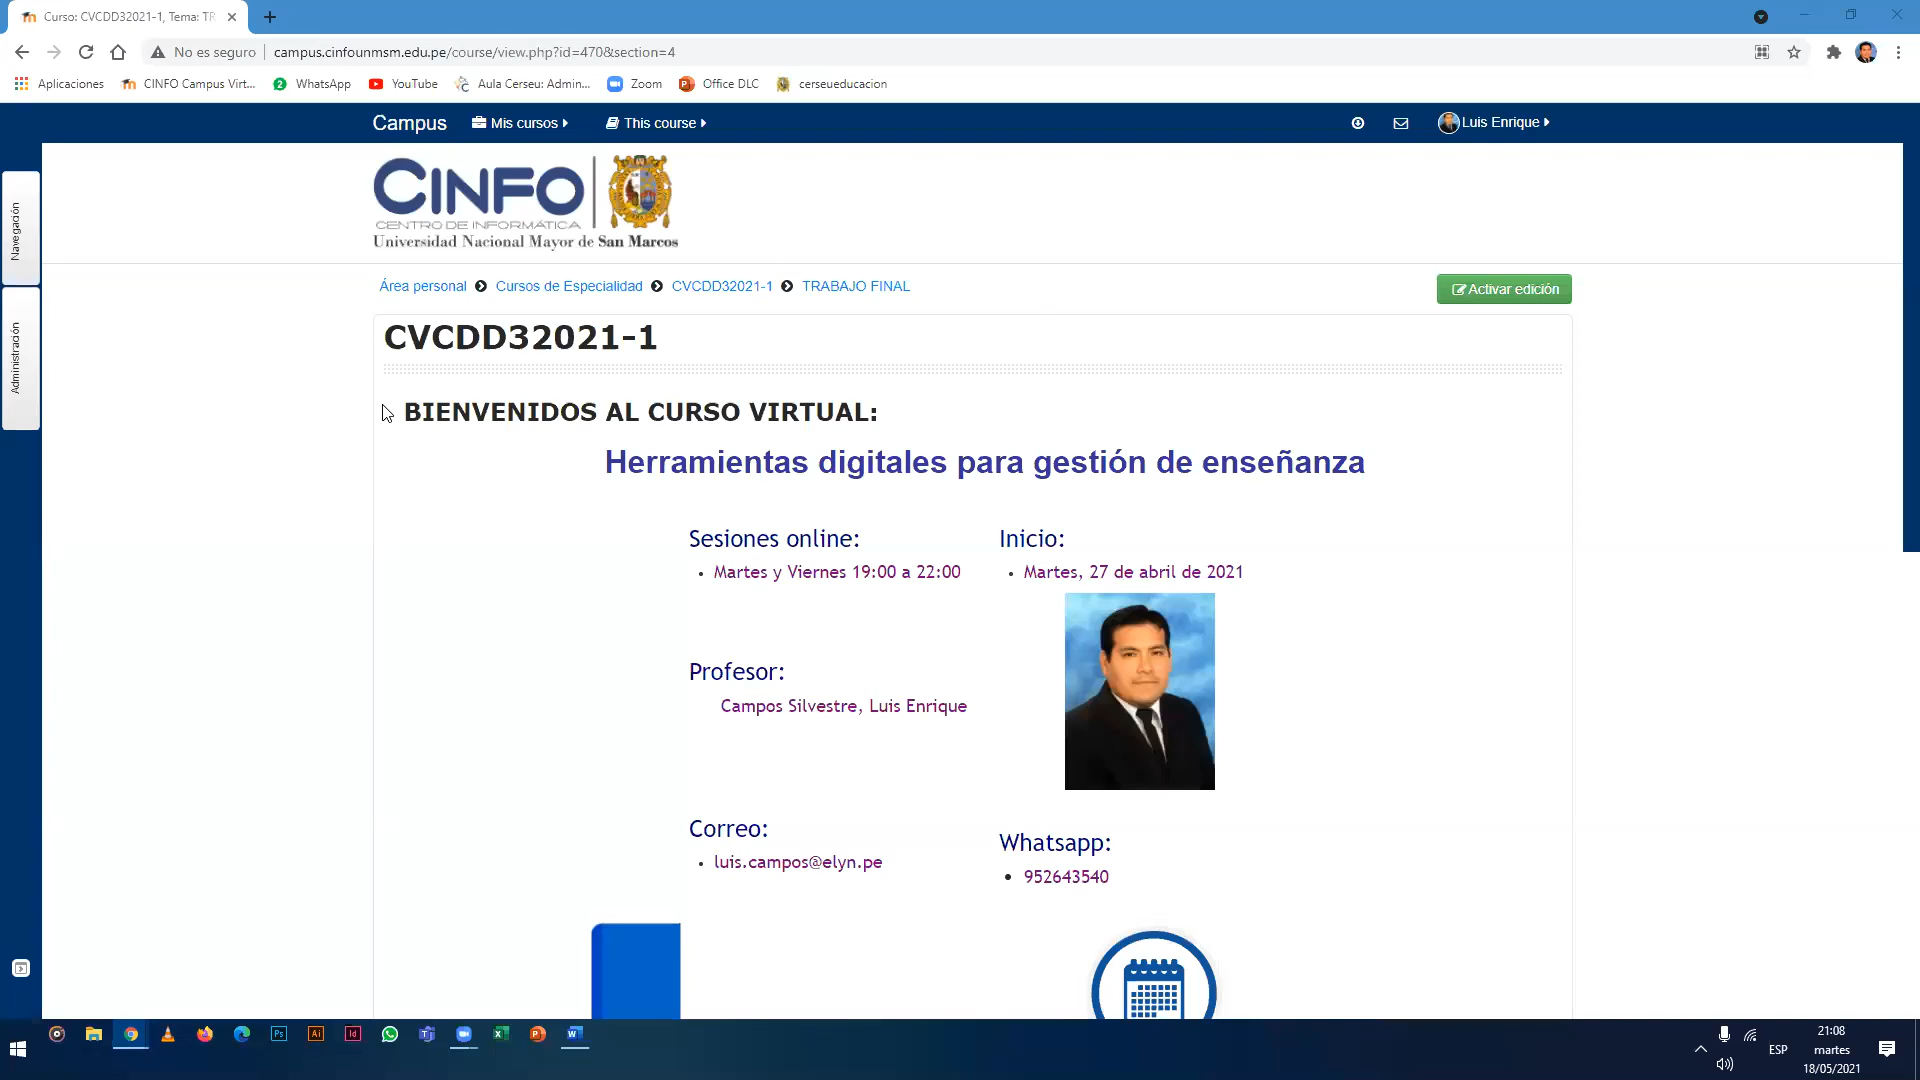 Curso: CVCDD32021-1, Tema: TR
No es seguro campus.cinfounmsm.edu.pe/course/view.php?id=470&section=4
Aplicaciones CINFO Campus Virt... WhatsApp YouTube Aula Cerseu: Admin... Zoom Office DLC cerseueducacion
Campus Mis cursos This course Luis Enrique
Navegación
Administración
CINFO
CENTRO DE INFORMÁTICA
Universidad Nacional Mayor de San Marcos
Área personal Cursos de Especialidad CVCDD32021-1 TRABAJO FINAL
Activar edición
CVCDD32021-1
BIENVENIDOS AL CURSO VIRTUAL:
Herramientas digitales para gestión de enseñanza
Sesiones online:
• Martes y Viernes 19:00 a 22:00
Inicio:
• Martes, 27 de abril de 2021
Profesor:
Campos Silvestre, Luis Enrique
Correo:
• luis.campos@elyn.pe
Whatsapp:
• 952643540
Ps Ai Id
ESP
21:08
martes
18/05/2021